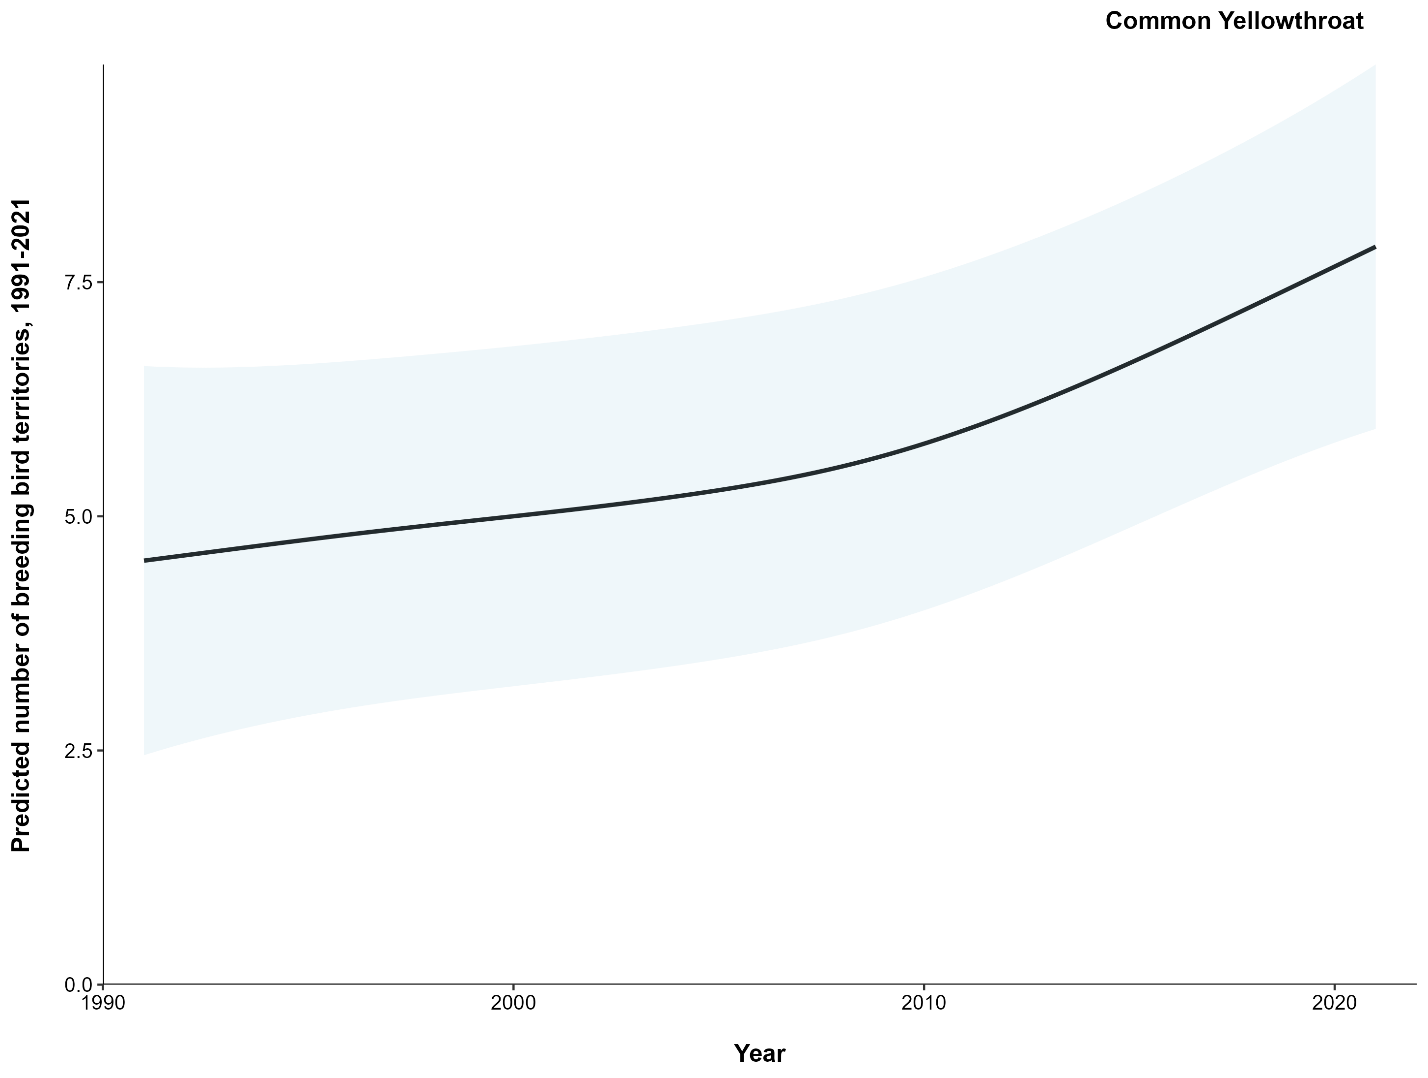 Common Yellowthroat
Predicted number of breeding bird territories, 1991-2021
7.5
5.0
2.5
0.0
1990
2000
2010
2020
Year